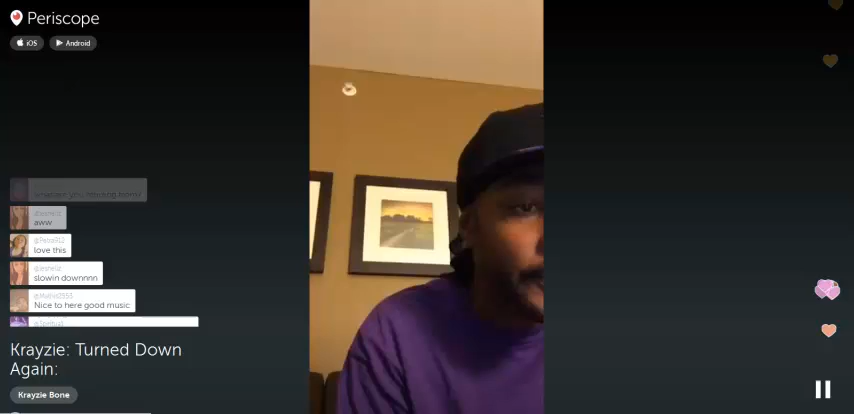 Periscope
iOS
Android
aww
@Petra912
love this
slowin downnnn
Nice to here good music
Krayzie: Turned Down
Again:
Krayzie Bone